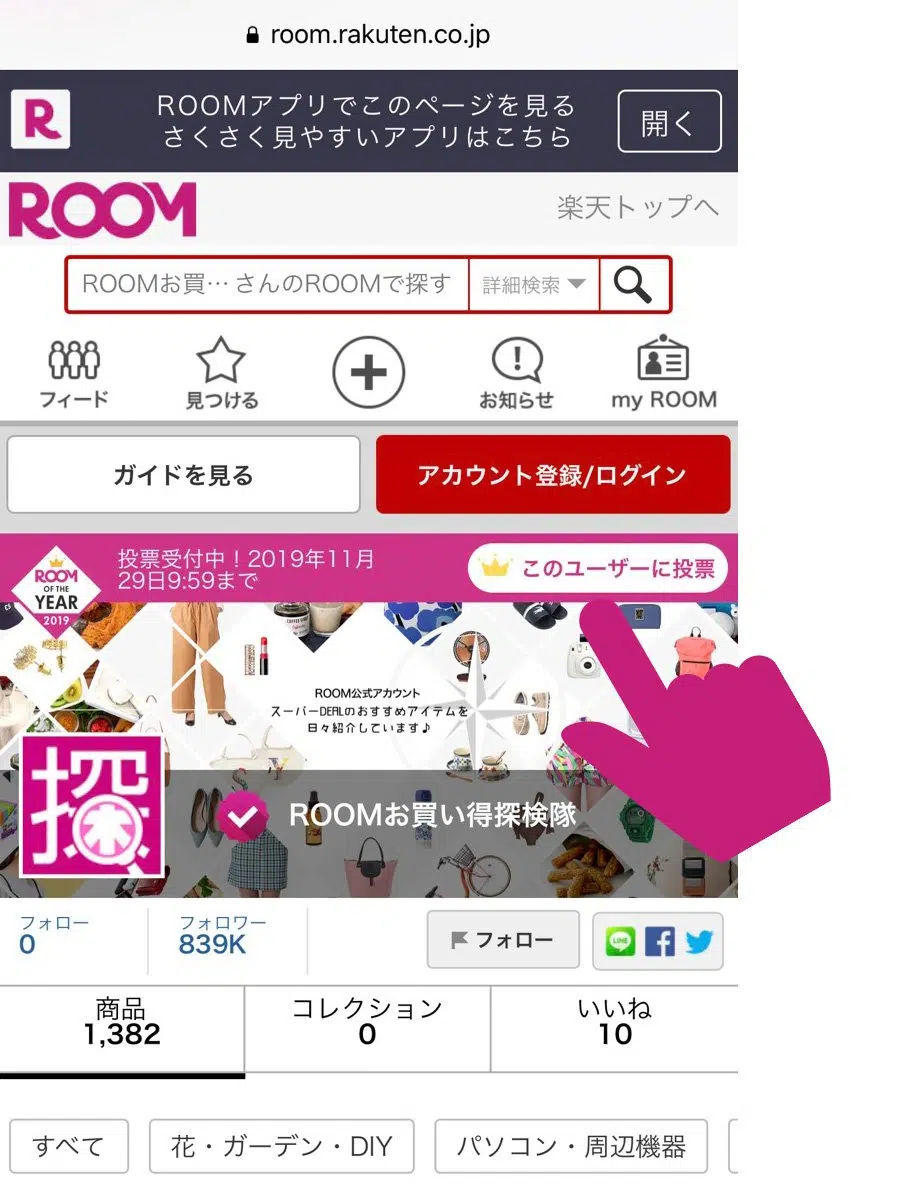 room.rakuten.co.jp
R
ROOMアプリでこのページを見る
さくさく見やすいアプリはこちら
開く
ROOM
楽天トップへ
ROOMお買… さんのROOMで探す
詳細検索
フィード
見つける
お知らせ
my ROOM
ガイドを見る
アカウント登録/ログイン
ROOM
OF THE
YEAR
2019
投票受付中！2019年11月
29日9:59まで
このユーザーに投票
ROOM公式アカウント
スーパーDEALのおすすめアイテムを
日々紹介しています♪
探
ROOMお買い得探検隊
フォロー
0
フォロワー
839K
フォロー
LINE
商品
1,382
コレクション
0
いいね
10
すべて
花・ガーデン・DIY
パソコン・周辺機器